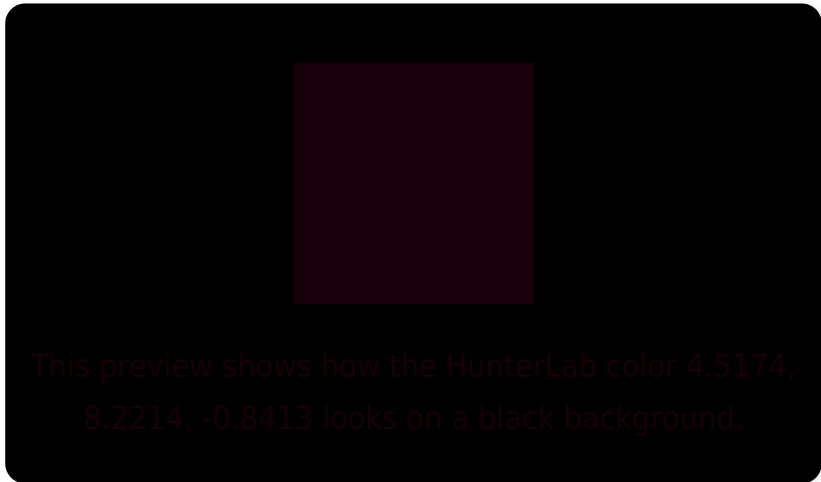 This preview shows how the HunterLab color 4.5174,
8.2214, -0.8413 looks on a black background.